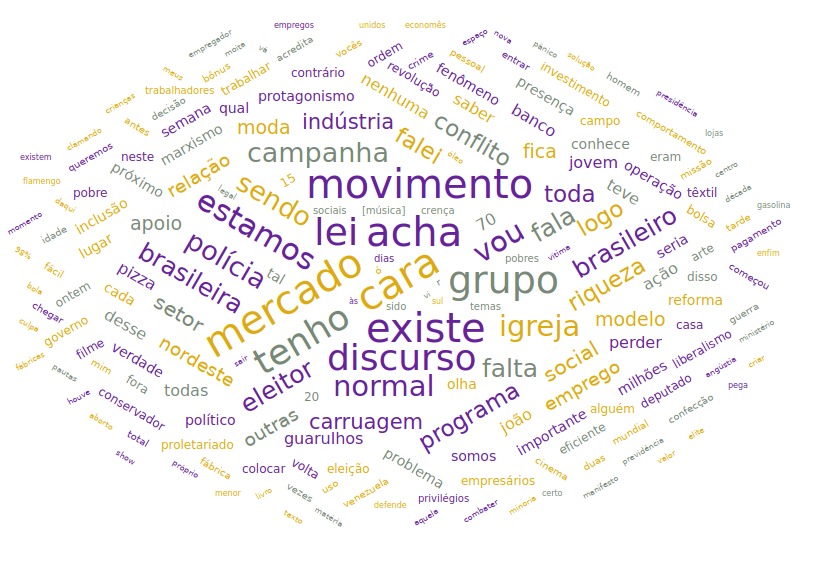 empregos
unidos
economês
empregador
moita
vá
acredita
vocês
ordem
crime
espaço
nova
pânico
entrar
solução
homem
meus
bônus
trabalhar
contrário
revolução
fenômeno
pessoal
investimento
presidência
crianças
trabalhadores
decisão
semana
qual
protagonismo
nenhuma
saber
presença
banco
campo
comportamento
lojas
clamando
antes
marxismo
moda
indústria
falei
conflito
fica
conhece
existem
queremos
neste
próximo
relação
campanha
óleo
jovem
eram
missão
centro
flamengo
pobre
legal
15
sendo
movimento
toda
operação
têxtil
década
daqui
inclusão
sociais
[música]
crença
70
teve
bolsa
gasolina
momento
idade
lugar
apoio
estamos
lei
acha
vou
fala
logo
brasileiro
seria
arte
tarde
pagamento
98%
fácil
brasileira
polícia
tal
dias
pobres
vítima
riqueza
ação
disso
começou
enfim
bola
ontem
pizza
setor
mercado
cara
ô
r
grupo
reforma
chegar
cada
às
sido
vi
sul
temas
modelo
casa
guerra
culpa
governo
desse
tenho
existe
igreja
perder
liberalismo
ministério
fábricas
filme
verdade
nordeste
sair
discurso
falta
social
milhões
angústia
criar
pautas
mim
fora
todas
eleitor
normal
olha
emprego
deputado
pega
houve
conservador
20
programa
joão
alguém
confecção
aborto
político
outras
carruagem
importante
eficiente
mundial
elite
total
proletariado
guarulhos
somos
previdência
valor
show
próprio
fábrica
colocar
volta
eleição
problema
empresários
cinema
duas
manifesto
menor
livro
vezes
uso
venezuela
defende
privilégios
minoria
certo
texto
matéria
aquela
combater